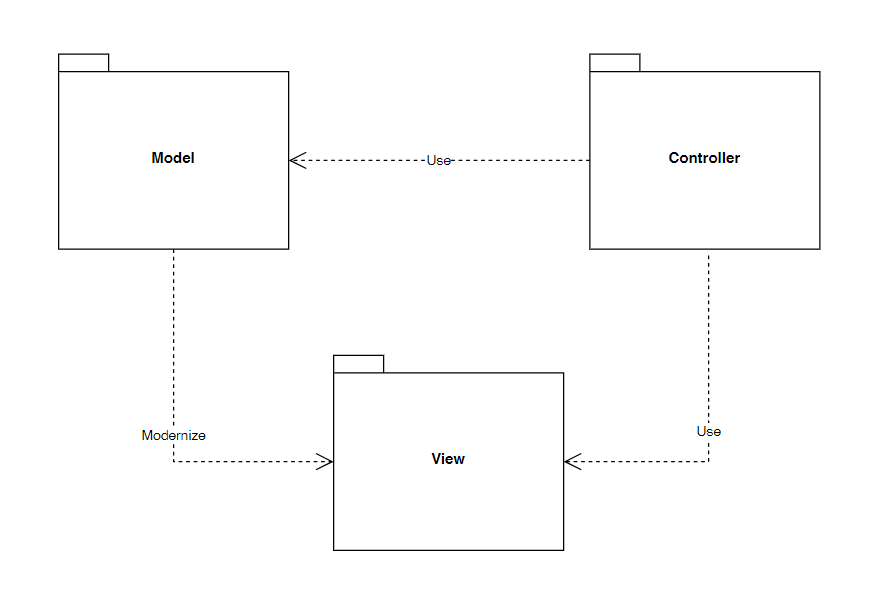 Model
Use
Controller
Modernize
Use
View